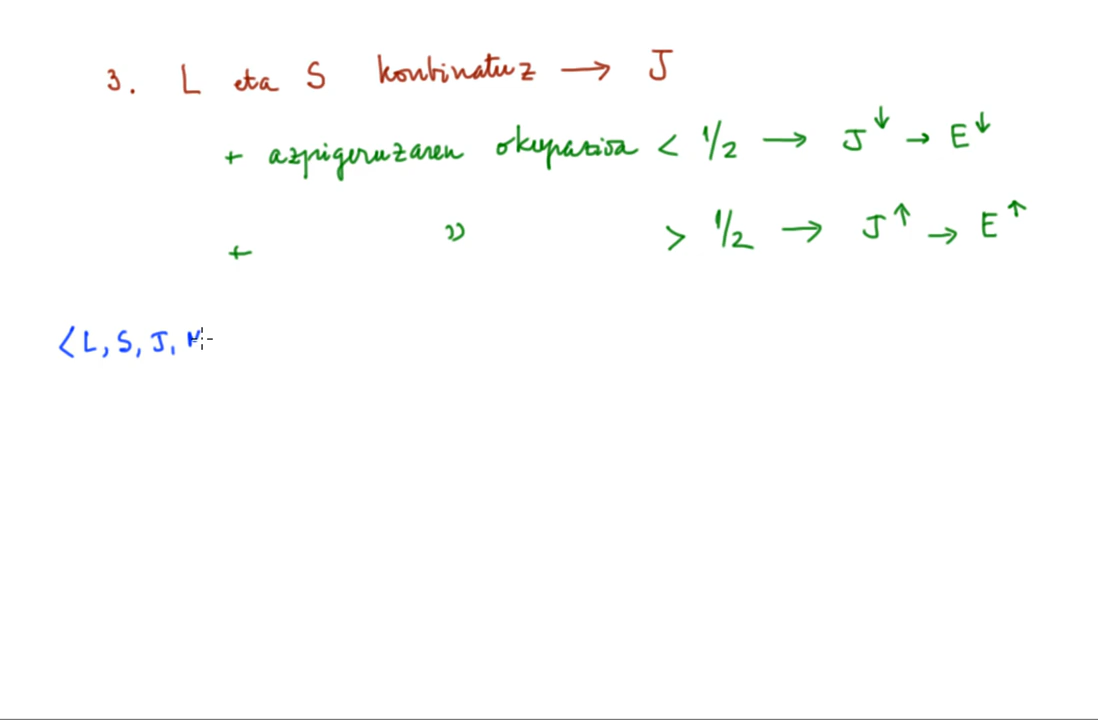 3. L eta S konbinatuz → J
+ azpigeruzaren okupazioa < 1/2 → J↓ → E↓
+ " > 1/2 → J↑ → E↑
⟨L, S, J, M